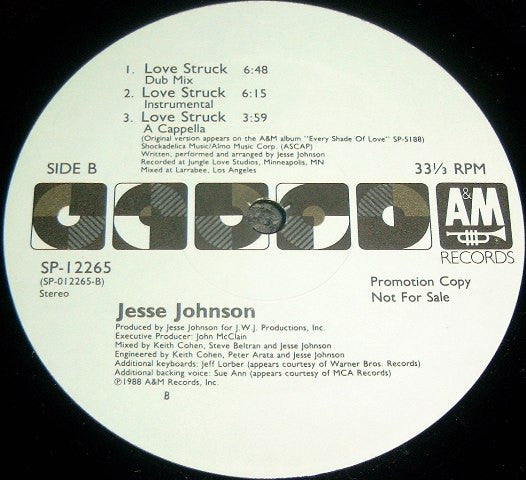 1. Love Struck 6:48
Dub Mix
2. Love Struck 6:15
Instrumental
3. Love Struck 3:59
A Cappella
(Original version appears on the A&M album "Every Shade Of Love" SP-5188)
Shockadelica Music/Almo Music Corp. (ASCAP)
Written, performed and arranged by Jesse Johnson
Recorded at Jungle Love Studios, Minneapolis, MN
Mixed at Larrabee, Los Angeles
SIDE B
33⅓ RPM
A&M
RECORDS
SP-12265
(SP-012265-B)
Stereo
Promotion Copy
Not For Sale
Jesse Johnson
Produced by Jesse Johnson for J.W.J. Productions, Inc.
Executive Producer: John McClain
Mixed by Keith Cohen, Steve Beltran and Jesse Johnson
Engineered by Keith Cohen, Peter Arata and Jesse Johnson
Additional keyboards: Jeff Lorber (appears courtesy of Warner Bros. Records)
Additional backing voice: Sue Ann (appears courtesy of MCA Records)
℗1988 A&M Records, Inc.
B